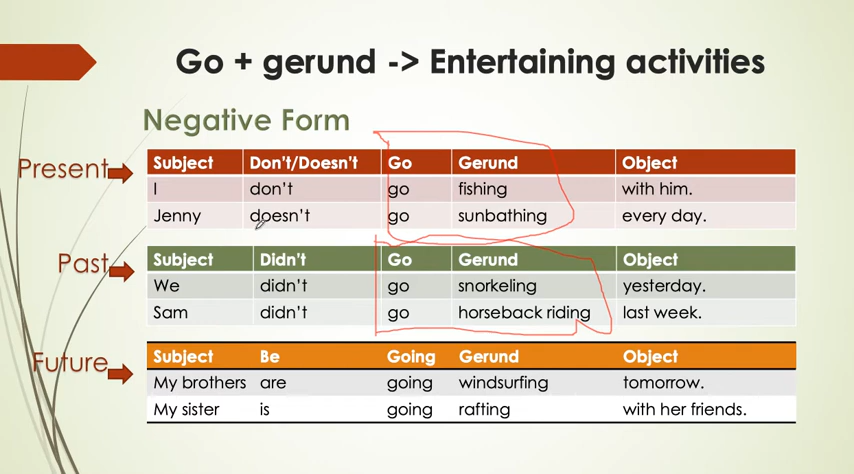 Go + gerund -> Entertaining activities
Negative Form
Present
Subject Don't/Doesn't Go Gerund Object
I don't go fishing with him.
Jenny doesn't go sunbathing every day.
Past
Subject Didn't Go Gerund Object
We didn't go snorkeling yesterday.
Sam didn't go horseback riding last week.
Future
Subject Be Going Gerund Object
My brothers are going windsurfing tomorrow.
My sister is going rafting with her friends.